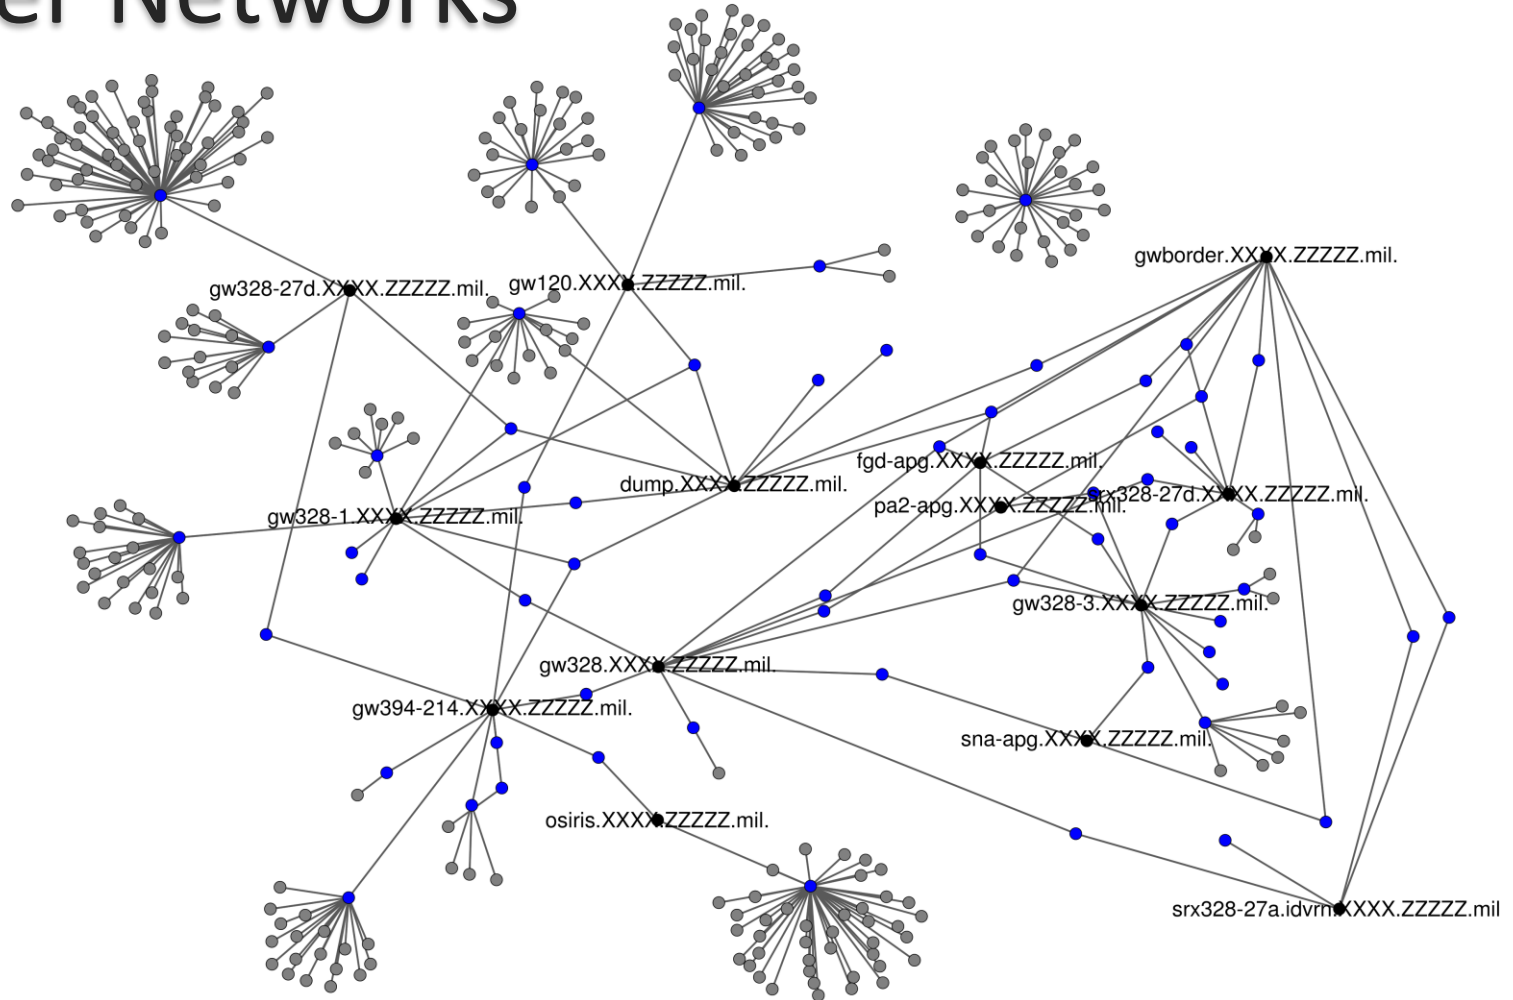 er Networks
gwborder.XXXX.ZZZZZ.mil.
gw328-27d.XXXX.ZZZZZ.mil.
gw120.XXXX.ZZZZZ.mil.
fgd-apg.XXXX.ZZZZZ.mil.
dump.XXXX.ZZZZZ.mil.
srx328-27d.XXXX.ZZZZZ.mil.
pa2-apg.XXXX.ZZZZZ.mil.
gw328-1.XXXX.ZZZZZ.mil.
gw328-3.XXXX.ZZZZZ.mil.
gw328.XXXX.ZZZZZ.mil.
gw394-214.XXXX.ZZZZZ.mil.
sna-apg.XXXX.ZZZZZ.mil.
osiris.XXXX.ZZZZZ.mil.
srx328-27a.idvrn.XXXX.ZZZZZ.mil